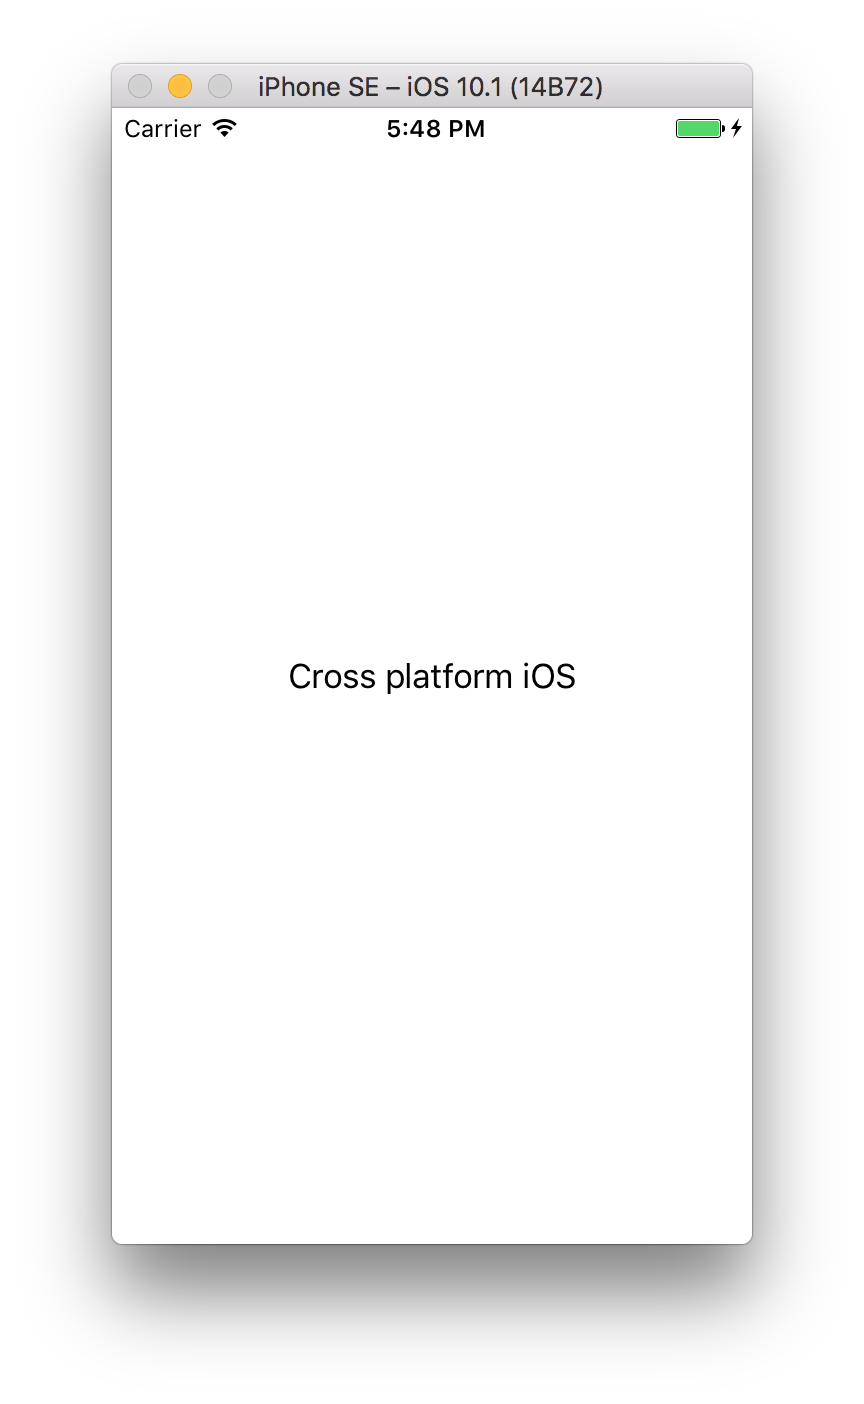 iPhone SE – iOS 10.1 (14B72)
Carrier 5:48 PM
Cross platform iOS